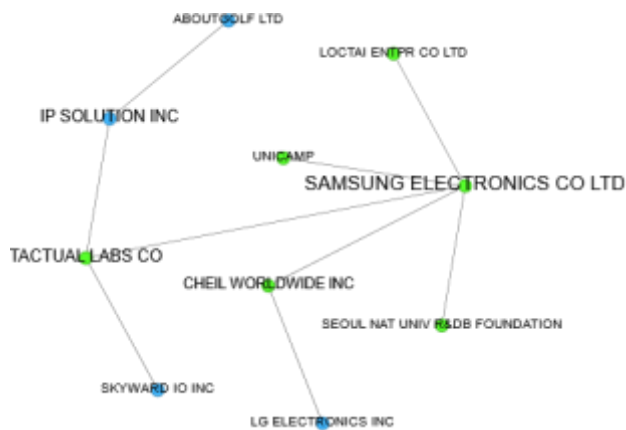 ABOUTGOLF LTD
LOCTAI ENTPR CO LTD
IP SOLUTION INC
UNICAMP
SAMSUNG ELECTRONICS CO LTD
TACTUAL LABS CO
CHEIL WORLDWIDE INC
SEOUL NAT UNIV R&DB FOUNDATION
SKYWARD IO INC
LG ELECTRONICS INC